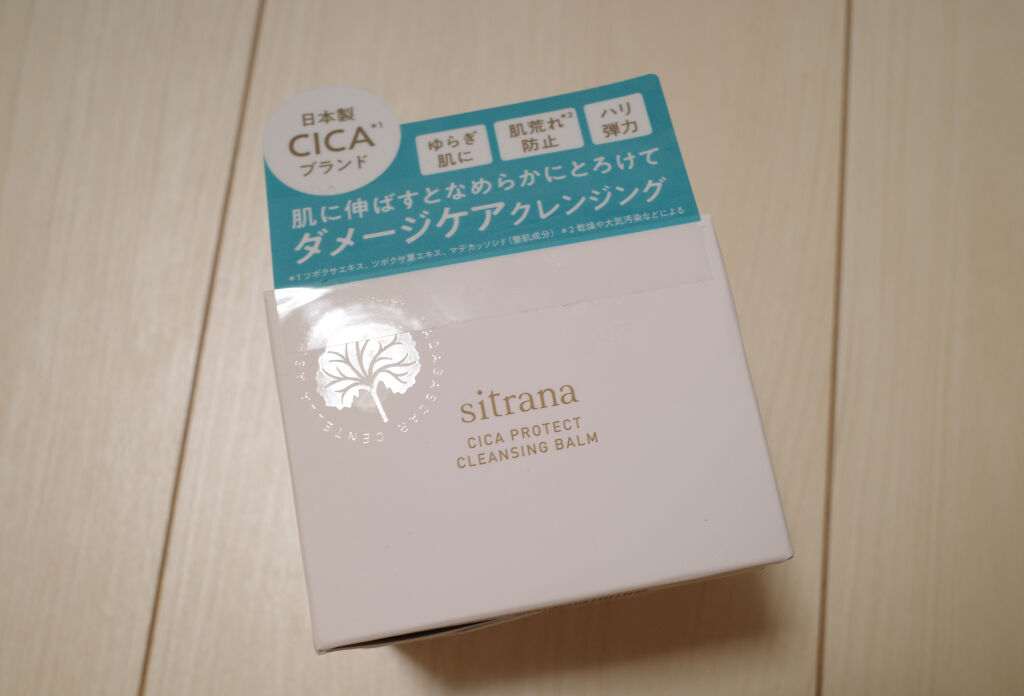 日本製
CICA*1
ブランド
ゆらぎ
肌に
肌荒れ*2
防止
ハリ
弾力
肌に伸ばすとなめらかにとろけて
ダメージケアクレンジング
*1 ツボクサエキス、ツボクサ葉エキス、マデカッソシド(整肌成分) *2 乾燥や大気汚染などによる
sitrana
CICA PROTECT
CLEANSING BALM